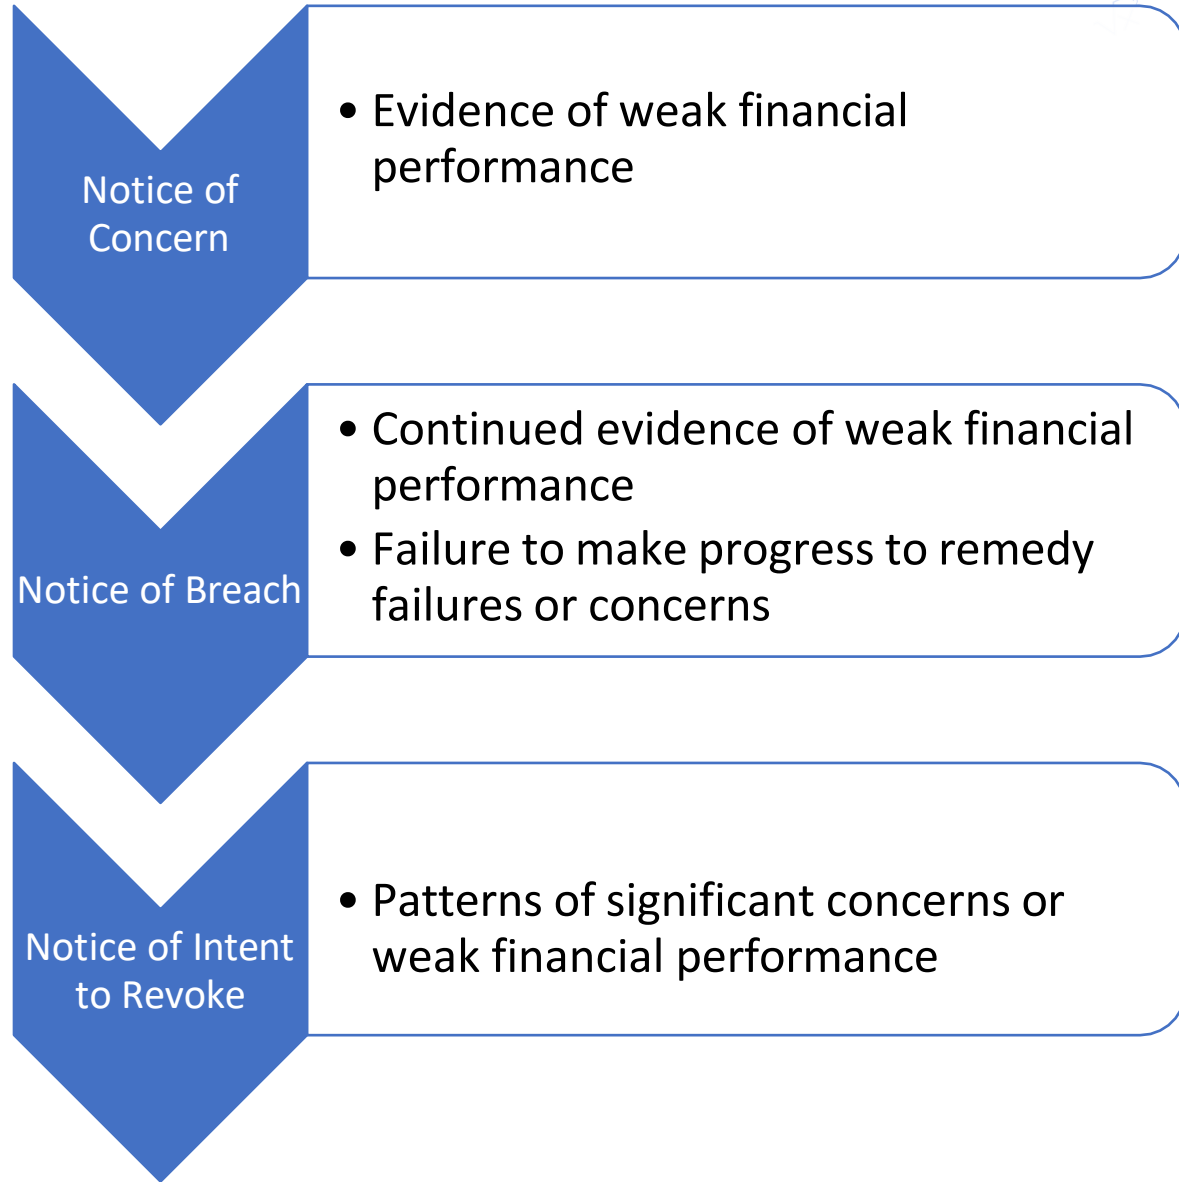 Notice of
Concern
• Evidence of weak financial
performance
Notice of Breach
• Continued evidence of weak financial
performance
• Failure to make progress to remedy
failures or concerns
Notice of Intent
to Revoke
• Patterns of significant concerns or
weak financial performance